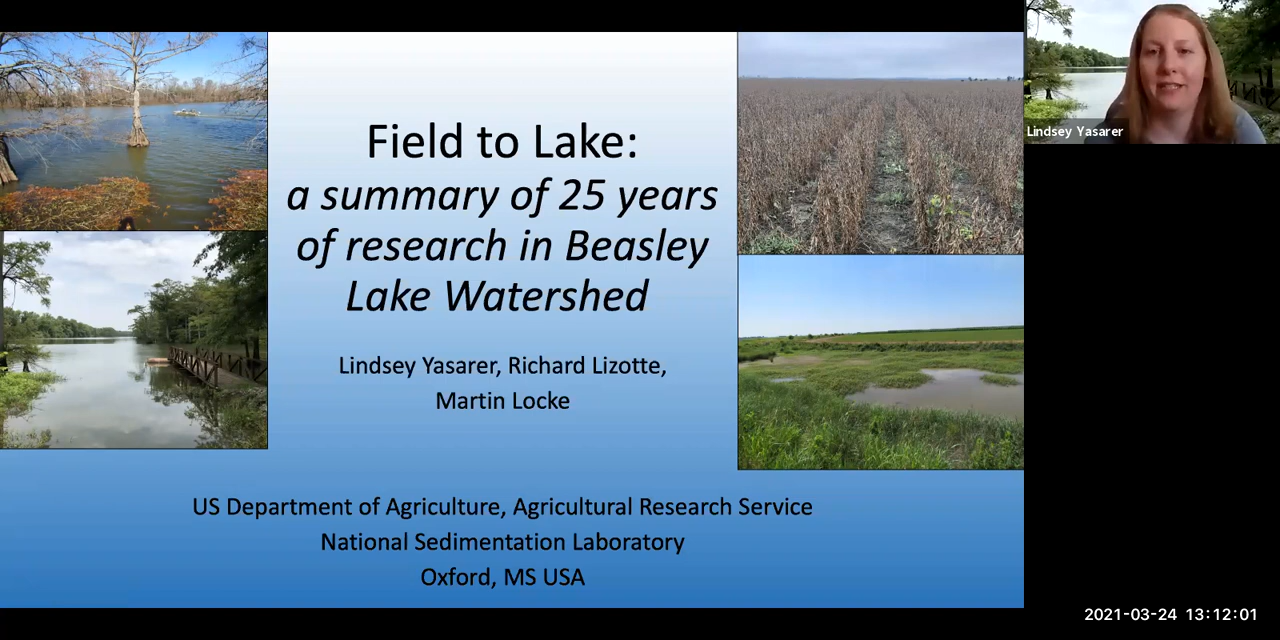 Field to Lake:
a summary of 25 years
of research in Beasley
Lake Watershed
Lindsey Yasarer, Richard Lizotte,
Martin Locke
US Department of Agriculture, Agricultural Research Service
National Sedimentation Laboratory
Oxford, MS USA
Lindsey Yasarer
2021-03-24 13:12:01